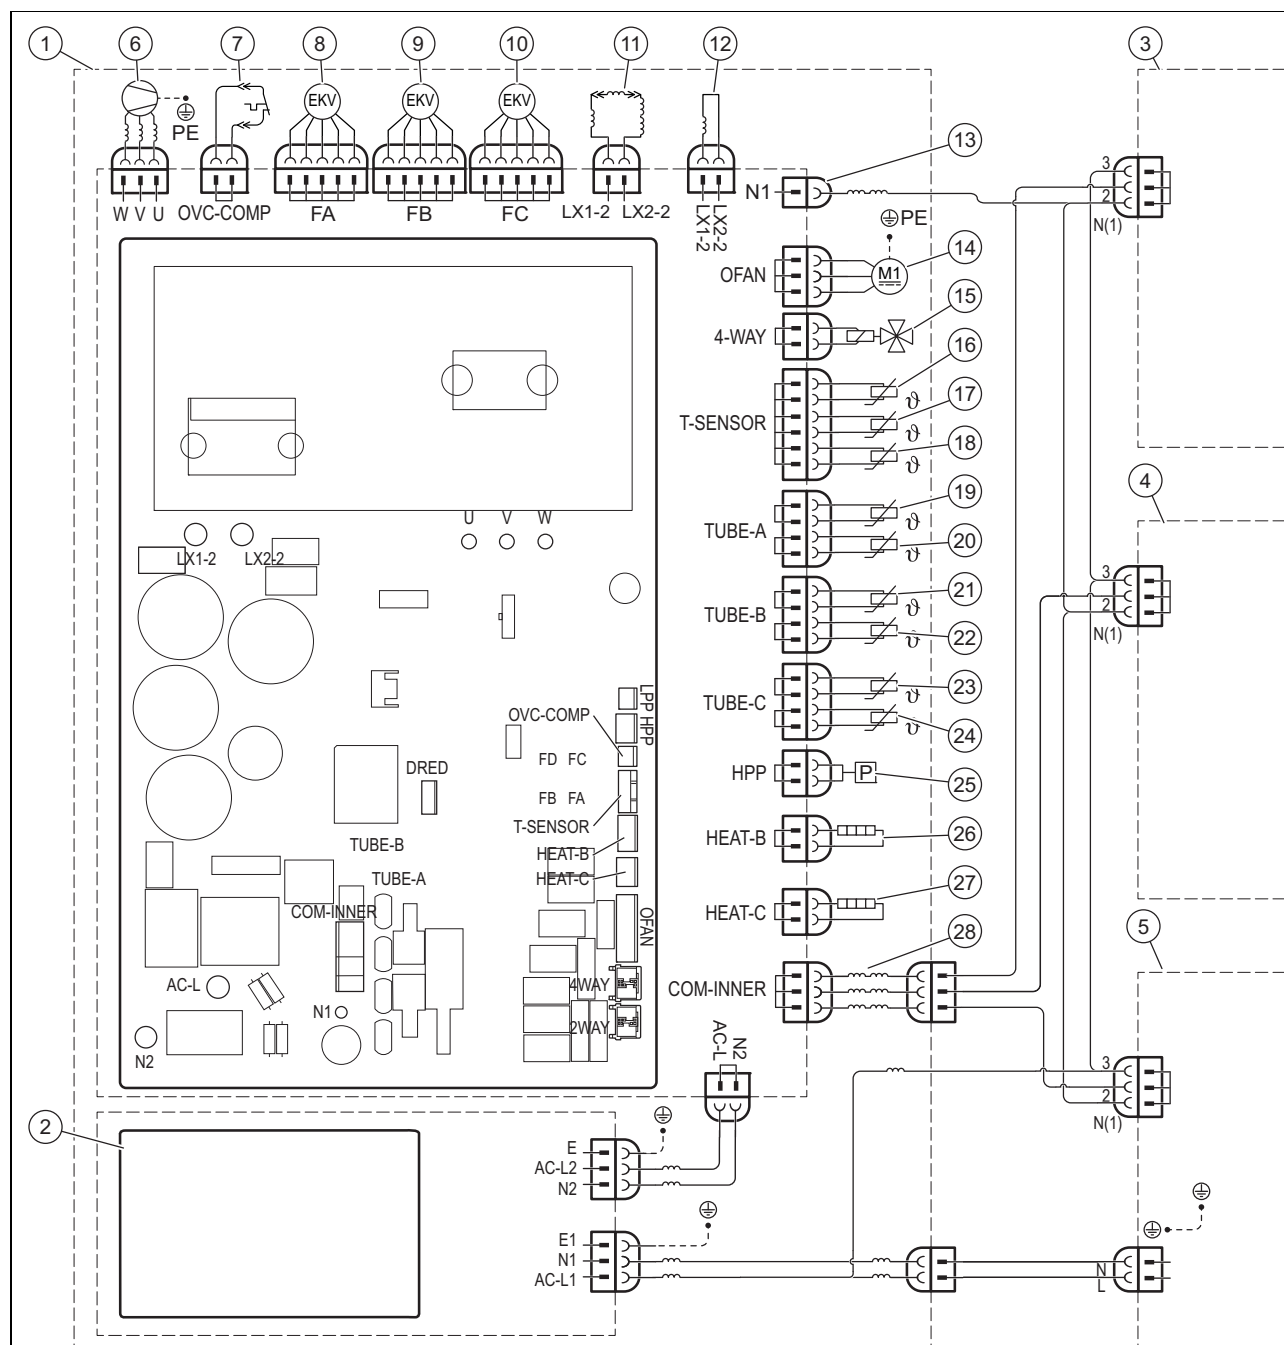 1 6 7 8 9 10 11 12 3
EKV EKV EKV
PE
13
3
N1
2
W V U OVC-COMP FA FB FC LX1-2 LX2-2
LX1-2
LX2-2
N(1)
PE
OFAN M1 14
15
4-WAY
16
ϑ
17
T-SENSOR
ϑ
18
ϑ
4
19
U V W
ϑ
TUBE-A
20
LX1-2 LX2-2
ϑ
3
21
ϑ
2
TUBE-B
22
N(1)
ϑ
23
LPP
ϑ
TUBE-C
OVC-COMP
HPP
24
ϑ
FD FC
DRED
HPP P 25
FB FA
T-SENSOR
26
TUBE-B
HEAT-B
HEAT-B
TUBE-A
HEAT-C
27
COM-INNER
OFAN
HEAT-C
28
5
AC-L
4WAY
COM-INNER
N1
2WAY
AC-L
N2
N2
3
2
N(1)
2
E
AC-L2
N2
E1
N1
AC-L1
N
L